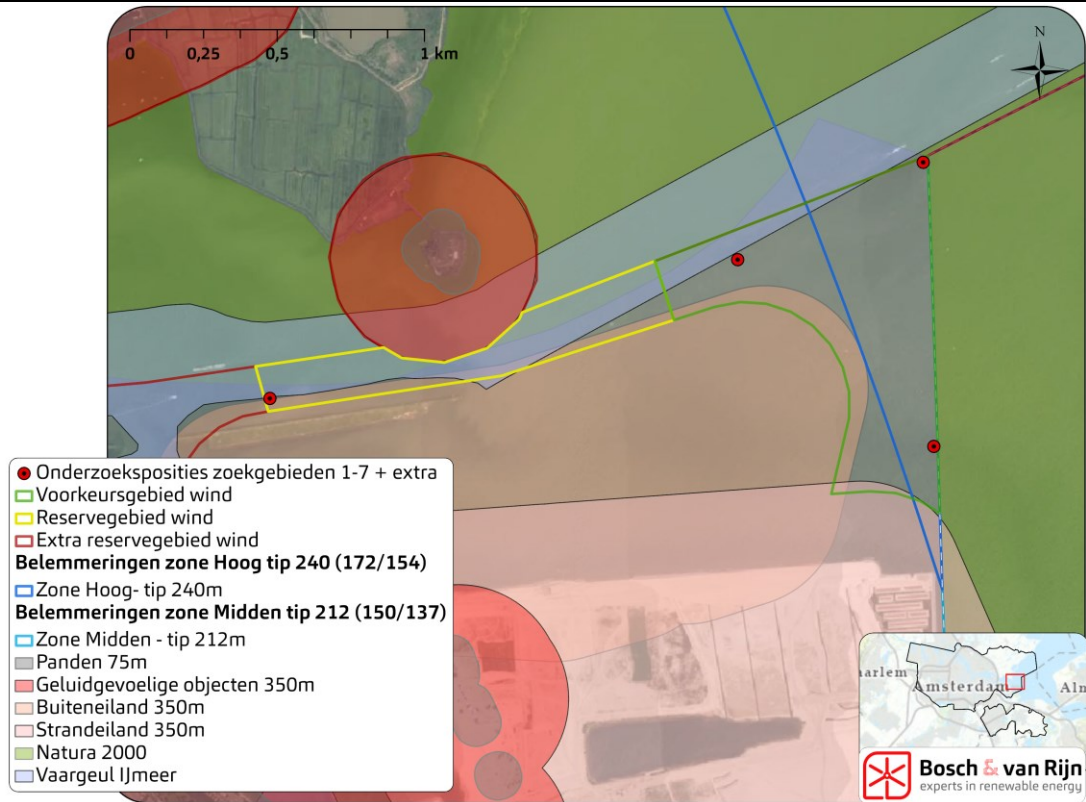 0 0,25 0,5 1 km
N
Onderzoeksposities zoekgebieden 1-7 + extra
Voorkeursgebied wind
Reservegebied wind
Extra reservegebied wind
Belemmeringen zone Hoog tip 240 (172/154)
Zone Hoog- tip 240m
Belemmeringen zone Midden tip 212 (150/137)
Zone Midden - tip 212m
Panden 75m
Geluidgevoelige objecten 350m
Buiteneiland 350m
Strandeiland 350m
Natura 2000
Vaargeul IJmeer
aarlem
Amsterdam
Alm
Bosch & van Rijn
experts in renewable energy